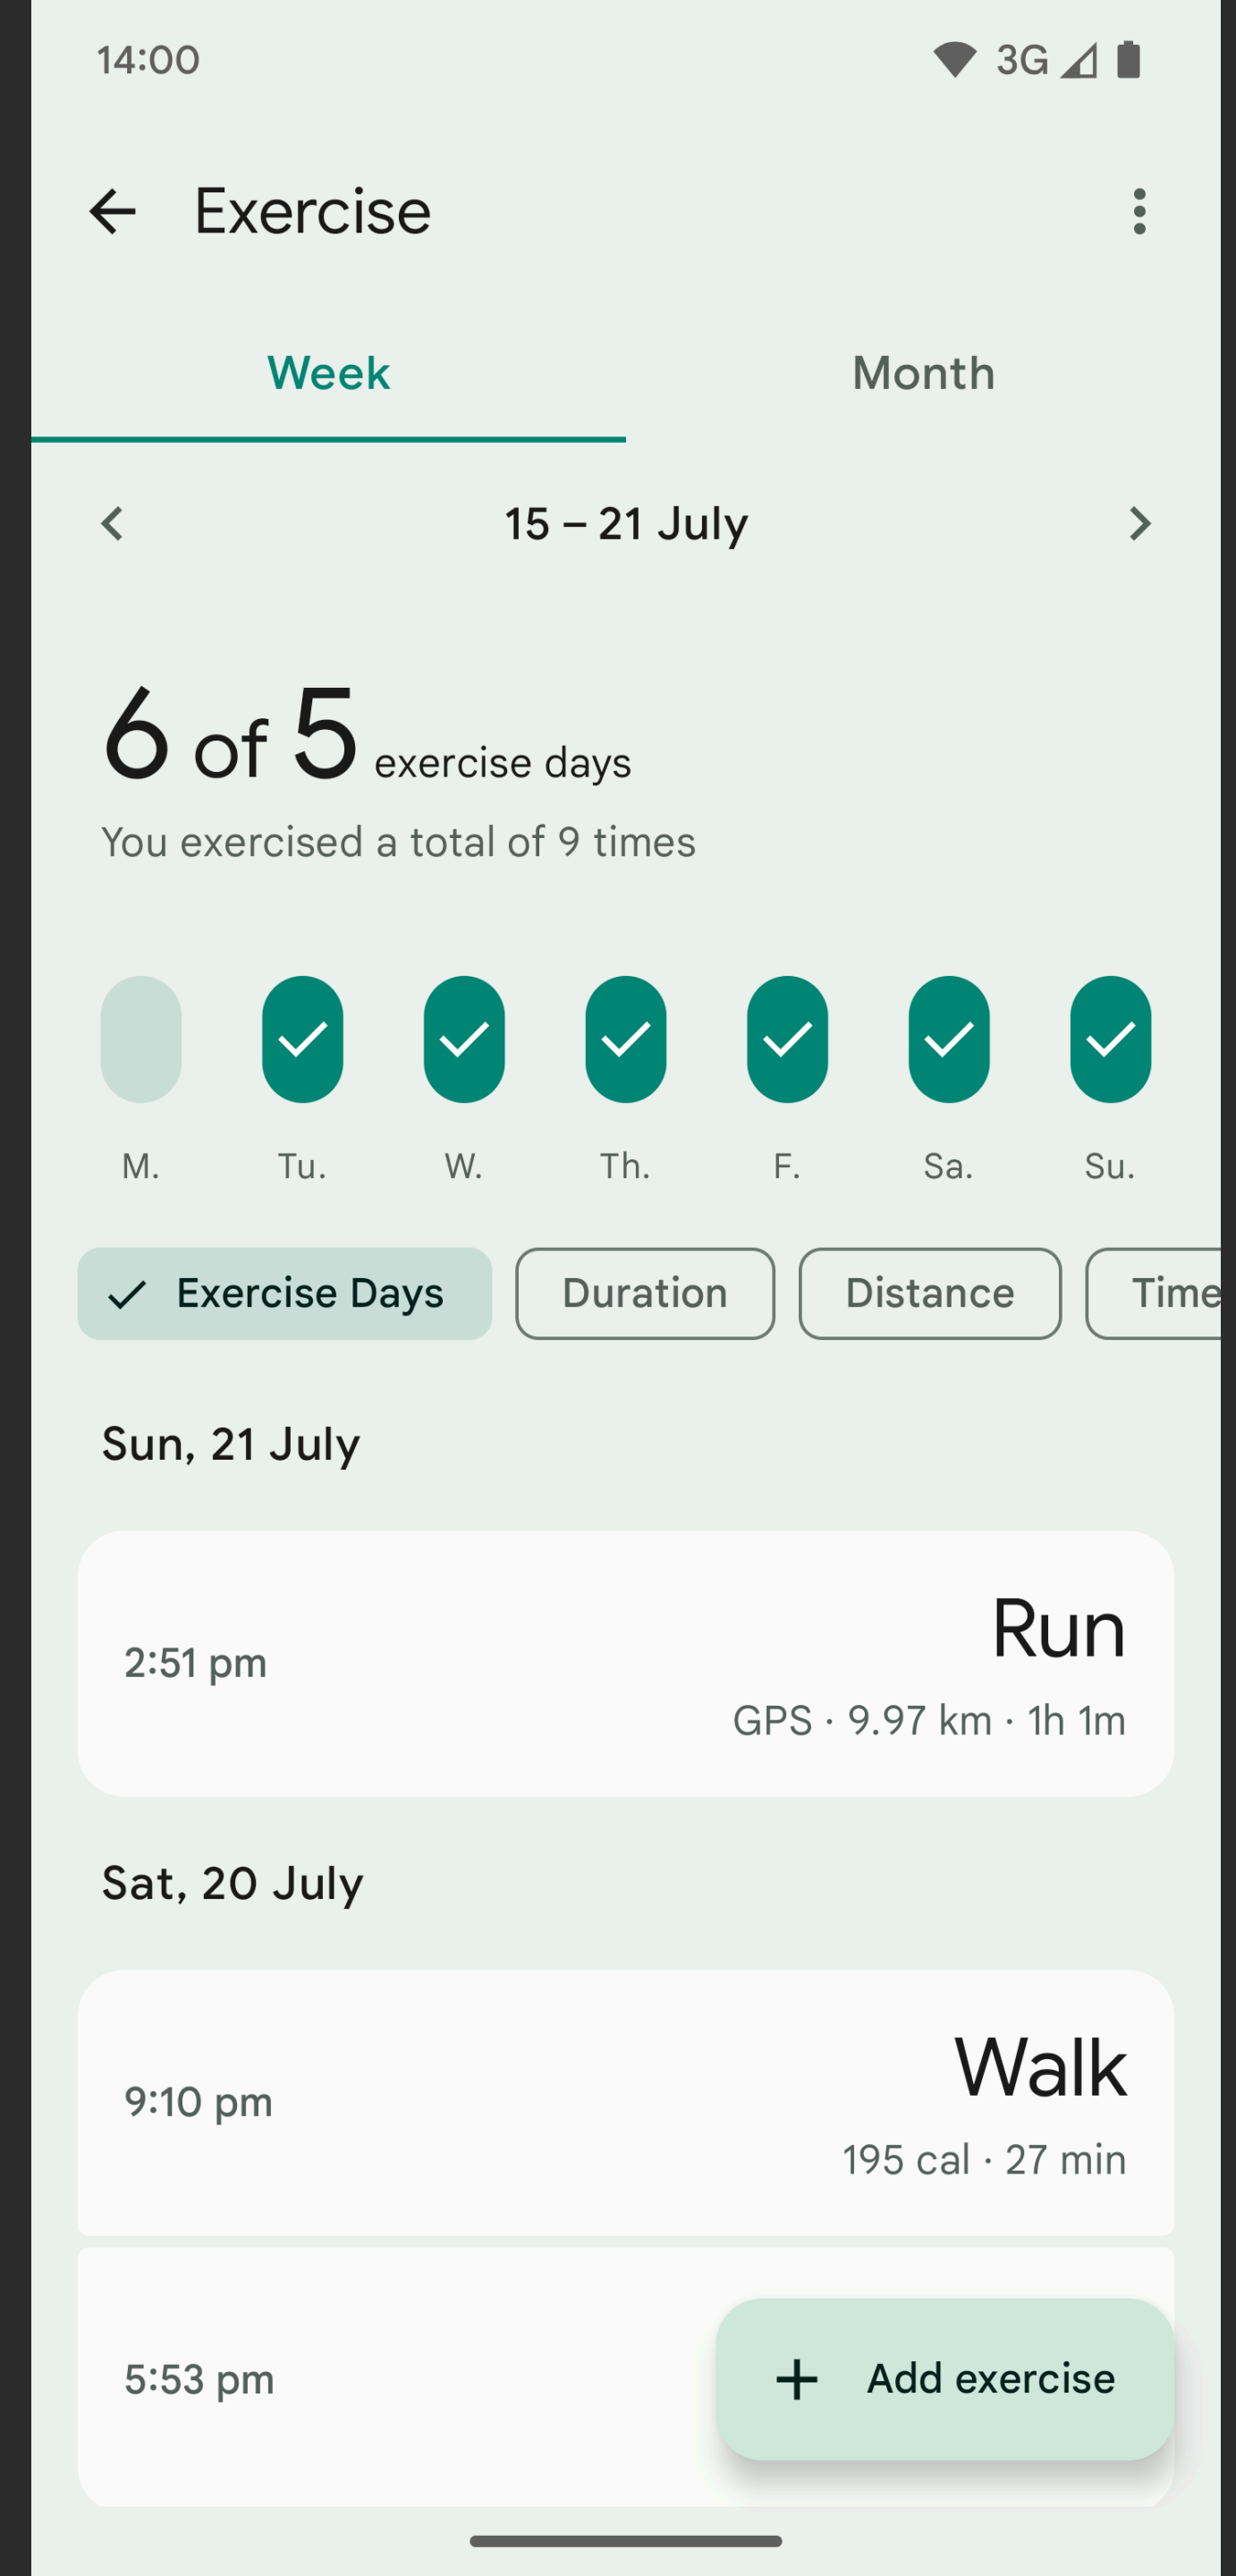 14:00 3G
Exercise
Week Month
15 – 21 July
6 of 5 exercise days
You exercised a total of 9 times
M. Tu. W. Th. F. Sa. Su.
Exercise Days Duration Distance Time
Sun, 21 July
Run
2:51 pm
GPS · 9.97 km · 1h 1m
Sat, 20 July
Walk
9:10 pm
195 cal · 27 min
5:53 pm
Add exercise